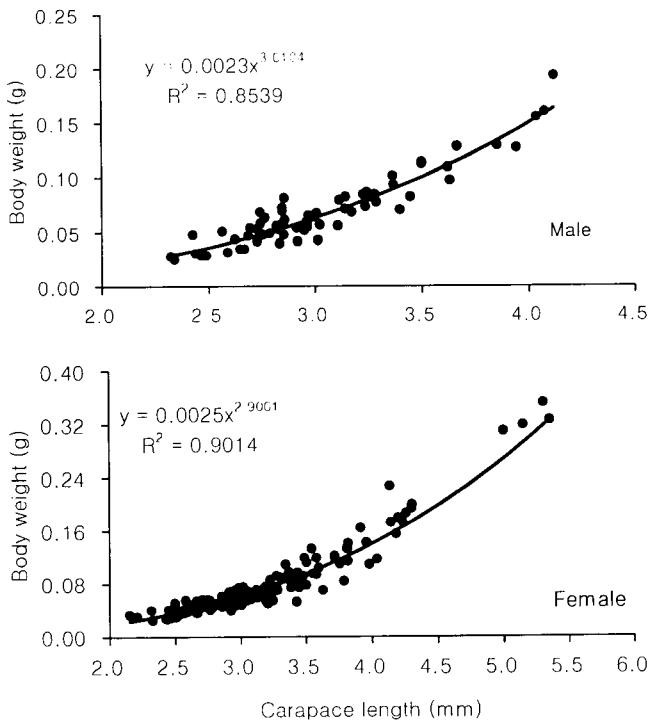 0.25
0.20
0.15
0.10
0.05
0.00
Body weight (g)
y = 0.0023x
R² = 0.8539
Male
2.0 2.5 3.0 3.5 4.0 4.5
0.40
0.32
0.24
0.16
0.08
0.00
Body weight (g)
y = 0.0025x
R² = 0.9014
Female
2.0 2.5 3.0 3.5 4.0 4.5 5.0 5.5 6.0
Carapace length (mm)